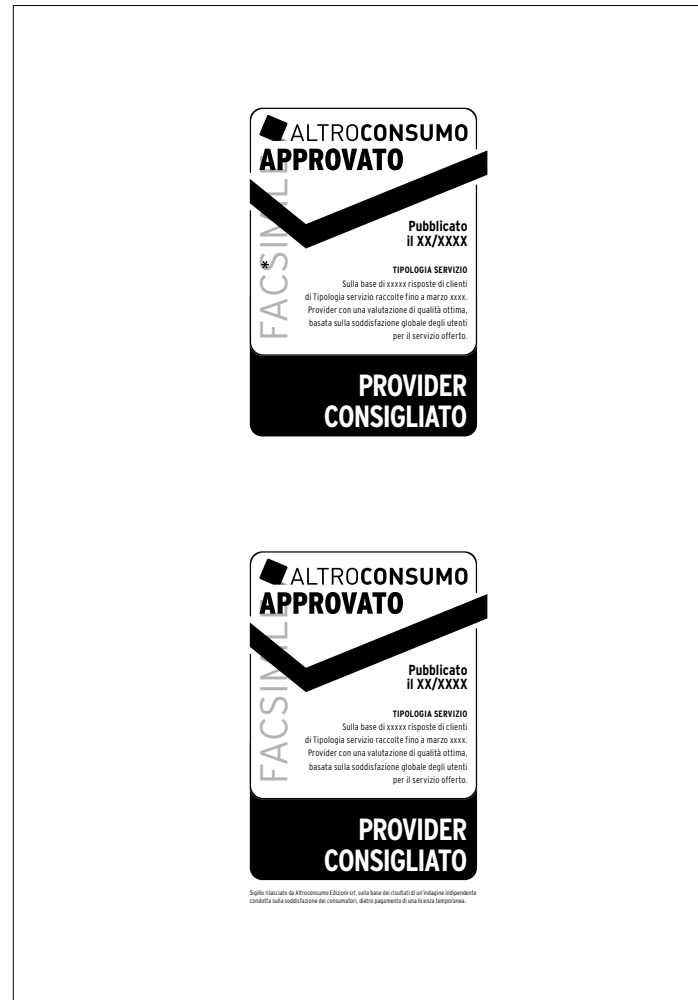 ALTROCONSUMO
APPROVATO
FACSIMILE
*
Pubblicato
il XX/XXXX
TIPOLOGIA SERVIZIO
Sulla base di xxxxx risposte di clienti
di Tipologia servizio raccolte fino a marzo xxxx.
Provider con una valutazione di qualità ottima,
basata sulla soddisfazione globale degli utenti
per il servizio offerto.
PROVIDER
CONSIGLIATO
ALTROCONSUMO
APPROVATO
FACSIMILE
Pubblicato
il XX/XXXX
TIPOLOGIA SERVIZIO
Sulla base di xxxxx risposte di clienti
di Tipologia servizio raccolte fino a marzo xxxx.
Provider con una valutazione di qualità ottima,
basata sulla soddisfazione globale degli utenti
per il servizio offerto.
PROVIDER
CONSIGLIATO
Sigillo rilasciato da Altroconsumo Edizioni srl, sulla base dei risultati di un'indagine indipendente
condotta sulla soddisfazione dei consumatori, dietro pagamento di una licenza temporanea.